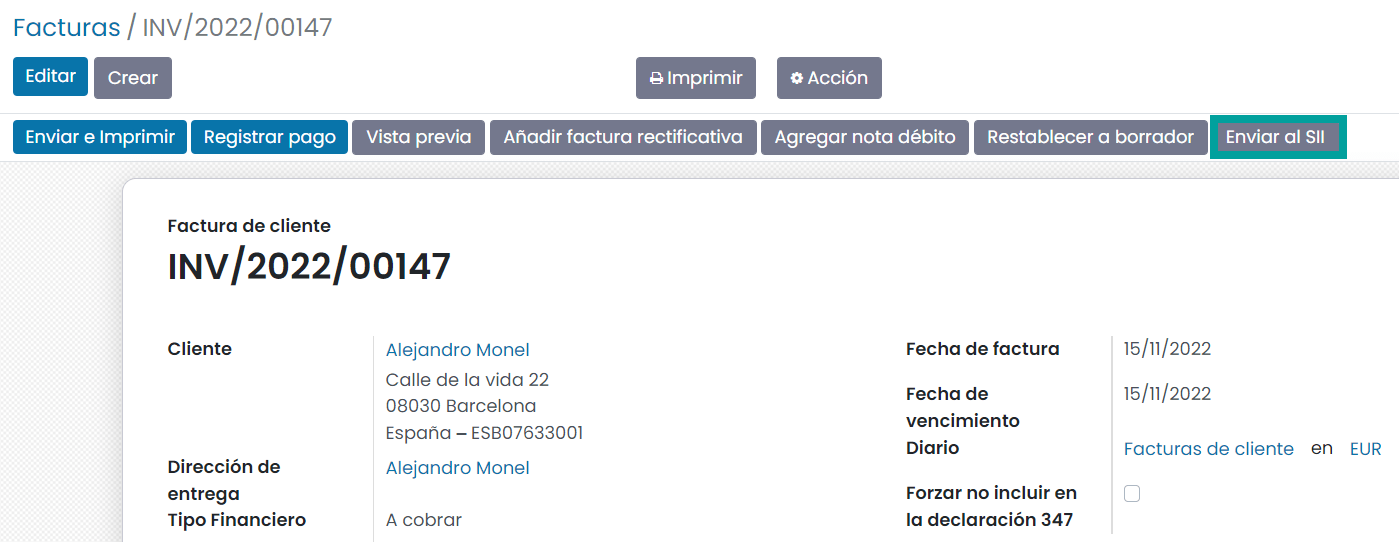 Facturas / INV/2022/00147
Editar Crear Imprimir Acción
Enviar e Imprimir Registrar pago Vista previa Añadir factura rectificativa Agregar nota débito Restablecer a borrador Enviar al SII
Factura de cliente
INV/2022/00147
Cliente
Alejandro Monel
Calle de la vida 22
08030 Barcelona
España – ESB07633001
Dirección de
entrega
Alejandro Monel
Tipo Financiero
A cobrar
Fecha de factura
15/11/2022
Fecha de
vencimiento
15/11/2022
Diario
Facturas de cliente en EUR
Forzar no incluir en
la declaración 347